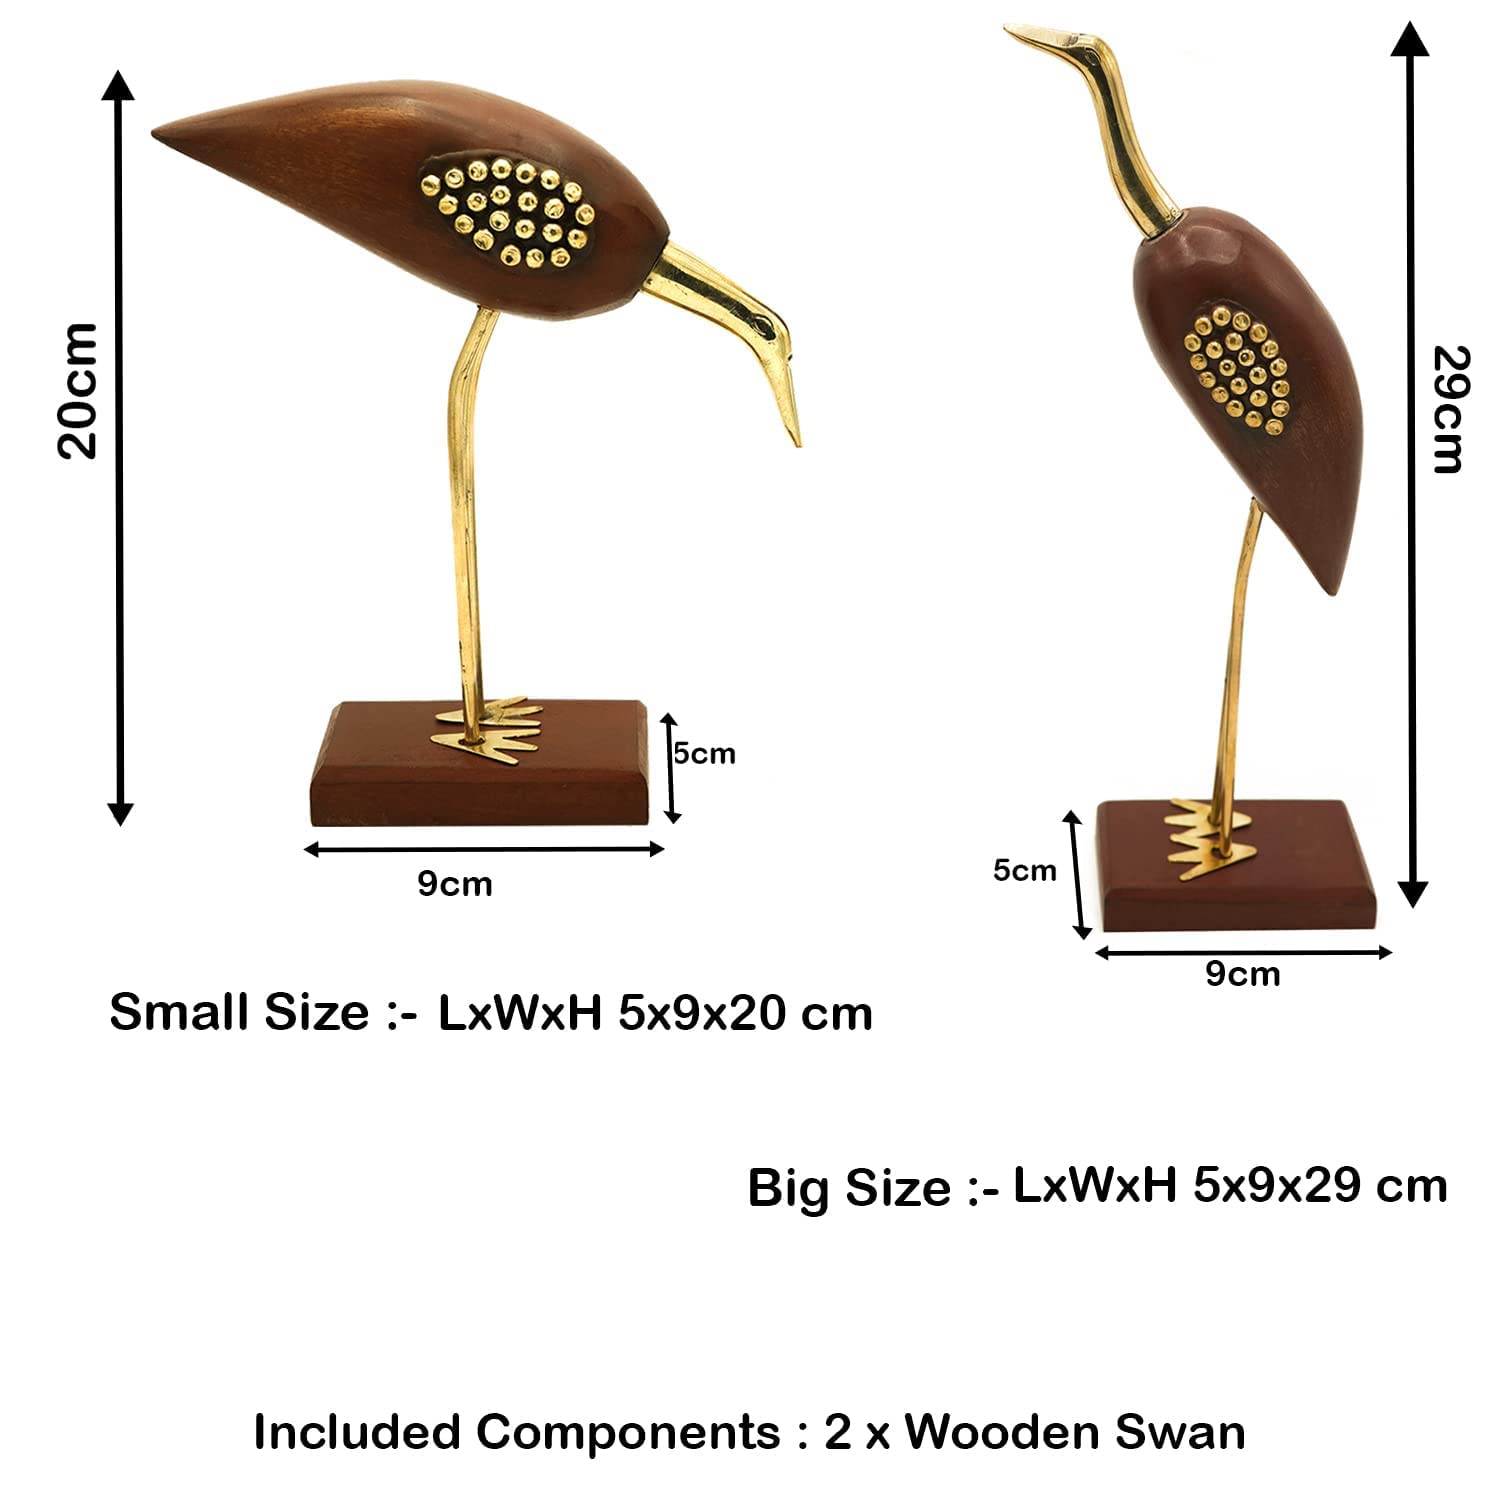 20cm
29cm
5cm
9cm
5cm
9cm
Small Size :- LxWxH 5x9x20 cm
Big Size :- LxWxH 5x9x29 cm
Included Components : 2 x Wooden Swan